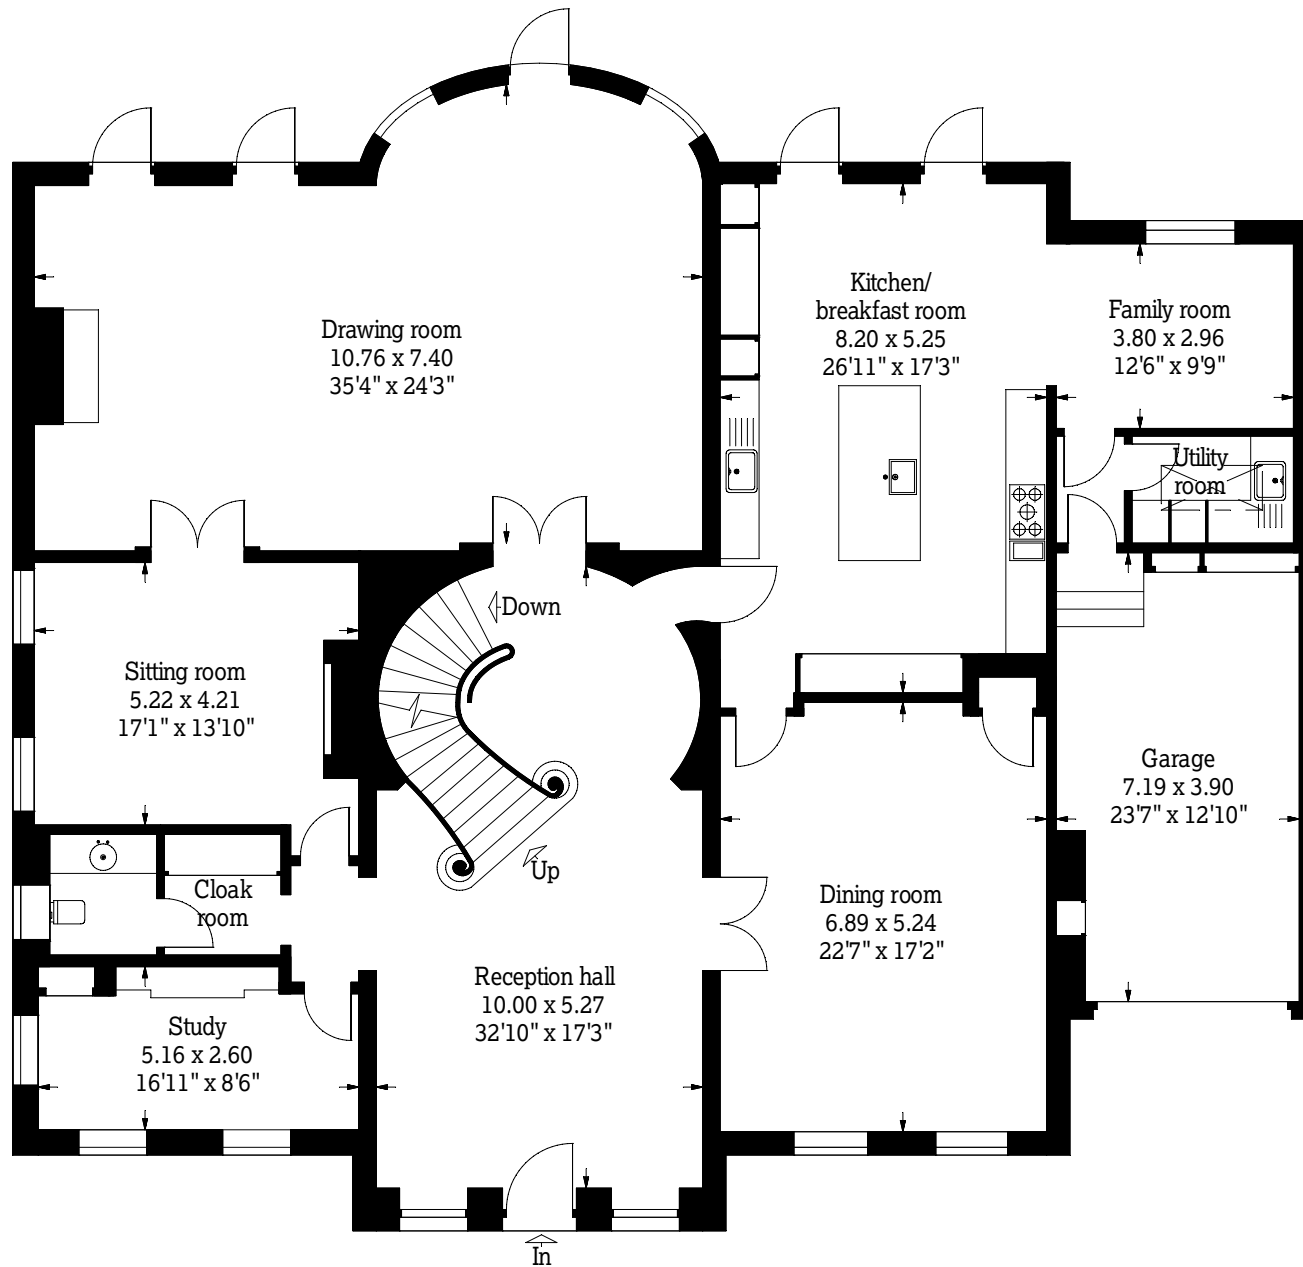 Drawing room
10.76 x 7.40
35'4" x 24'3"
Kitchen/
breakfast room
8.20 x 5.25
26'11" x 17'3"
Family room
3.80 x 2.96
12'6" x 9'9"
Utility
room
Down
Sitting room
5.22 x 4.21
17'1" x 13'10"
Garage
7.19 x 3.90
23'7" x 12'10"
Up
Cloak
room
Dining room
6.89 x 5.24
22'7" x 17'2"
Reception hall
10.00 x 5.27
32'10" x 17'3"
Study
5.16 x 2.60
16'11" x 8'6"
In